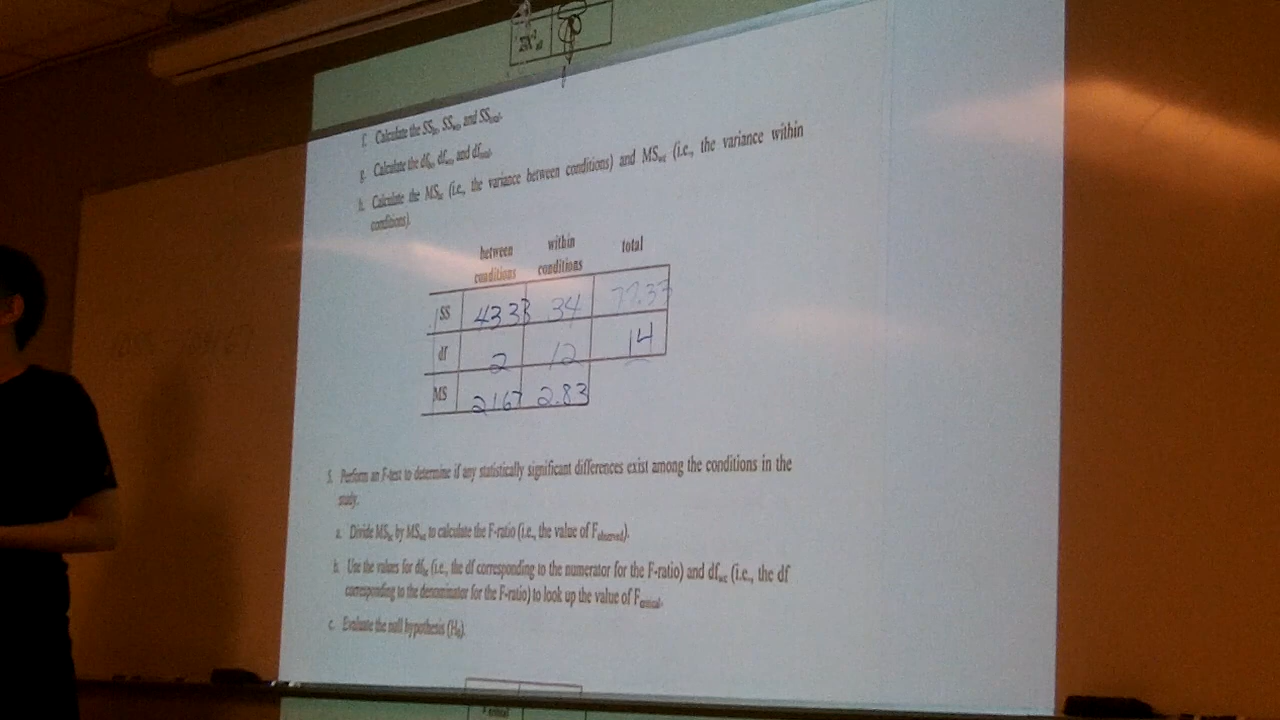 f. Calculate the SSbc, SSwc, and SStotal.
g. Calculate the dfbc, dfwc, and dftotal.
h. Calculate the MSbc (i.e., the variance between conditions) and MSwc (i.e., the variance within
conditions).
between within total
conditions conditions
SS 43.33 34 77.33
df 2 12 14
MS 21.67 2.83
5. Perform an F-test to determine if any statistically significant differences exist among the conditions in the
study.
a. Divide MSbc by MSwc to calculate the F-ratio (i.e., the value of Fobserved).
b. Use the values for dfbc (i.e., the df corresponding to the numerator for the F-ratio) and dfwc (i.e., the df
corresponding to the denominator for the F-ratio) to look up the value of Fcritical.
c. Evaluate the null hypothesis (H0).